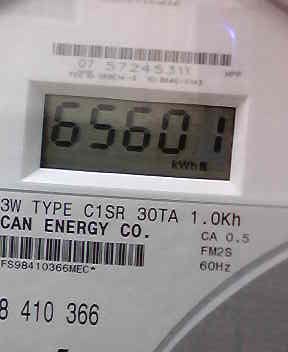 07 57245311
HPP
65601
kWh
3W TYPE C1SR 30TA 1.0Kh
CAN ENERGY CO.
CA 0.5
FM2S
60Hz
FS98410366MEC*
8 410 366